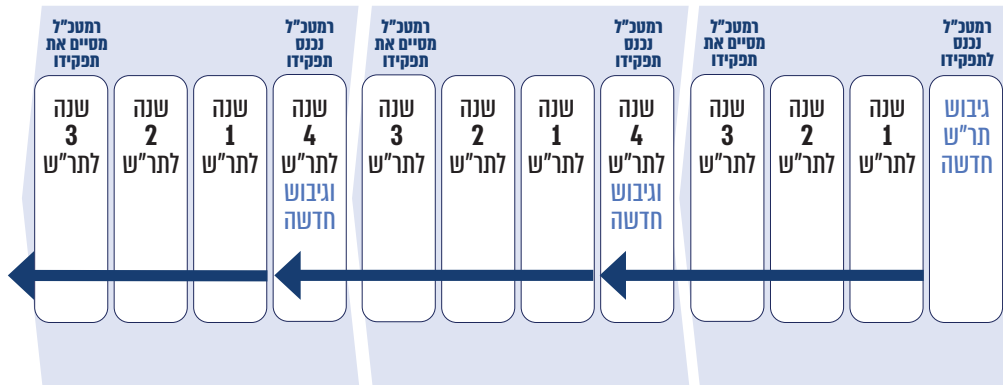 רמטכ"ל
נכנס
לתפקידו
גיבוש
תר"ש
חדשה
שנה
1
לתר"ש
שנה
2
לתר"ש
רמטכ"ל
מסיים את
תפקידו
שנה
3
לתר"ש
רמטכ"ל
נכנס
תפקידו
שנה
4
לתר"ש
וגיבוש
חדשה
שנה
1
לתר"ש
שנה
2
לתר"ש
רמטכ"ל
מסיים את
תפקידו
שנה
3
לתר"ש
רמטכ"ל
נכנס
תפקידו
שנה
4
לתר"ש
וגיבוש
חדשה
שנה
1
לתר"ש
שנה
2
לתר"ש
רמטכ"ל
מסיים את
תפקידו
שנה
3
לתר"ש